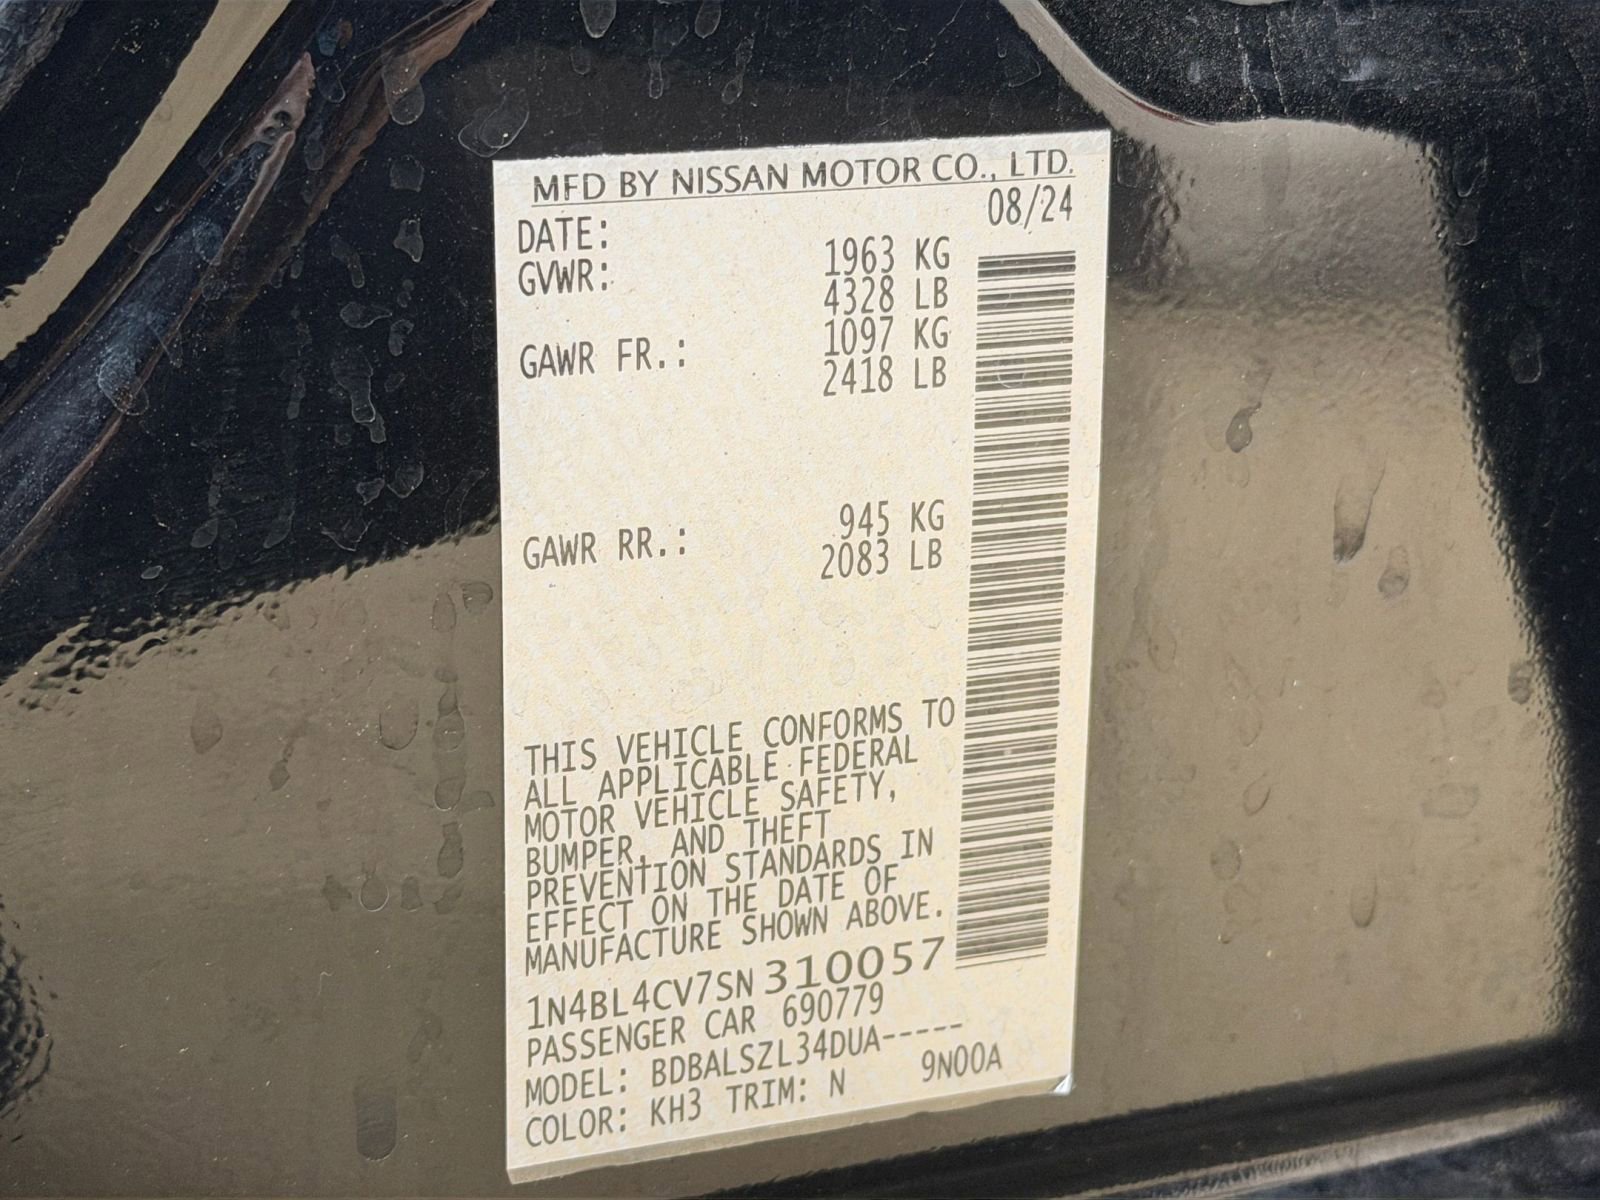 MFD BY NISSAN MOTOR CO., LTD.
DATE: 08/24
GVWR: 1963 KG
4328 LB
GAWR FR.: 1097 KG
2418 LB
GAWR RR.: 945 KG
2083 LB
THIS VEHICLE CONFORMS TO
ALL APPLICABLE FEDERAL
MOTOR VEHICLE SAFETY,
BUMPER, AND THEFT
PREVENTION STANDARDS IN
EFFECT ON THE DATE OF
MANUFACTURE SHOWN ABOVE.
1N4BL4CV7SN310057
PASSENGER CAR 690779
MODEL: BDBALSZL34DUA-----
COLOR: KH3 TRIM: N 9N00A